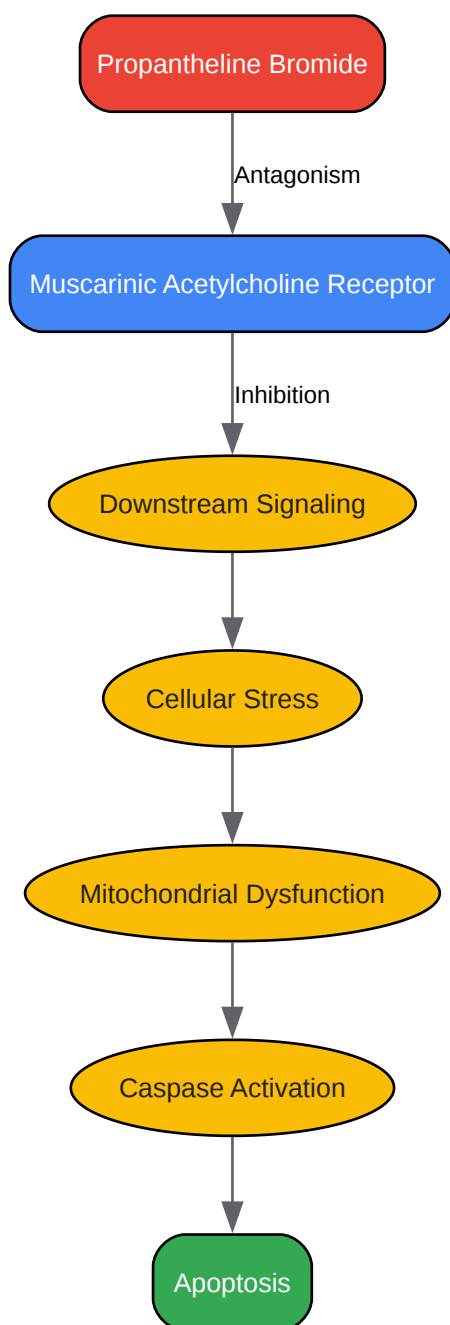 Propantheline Bromide
Antagonism
Muscarinic Acetylcholine Receptor
Inhibition
Downstream Signaling
Cellular Stress
Mitochondrial Dysfunction
Caspase Activation
Apoptosis